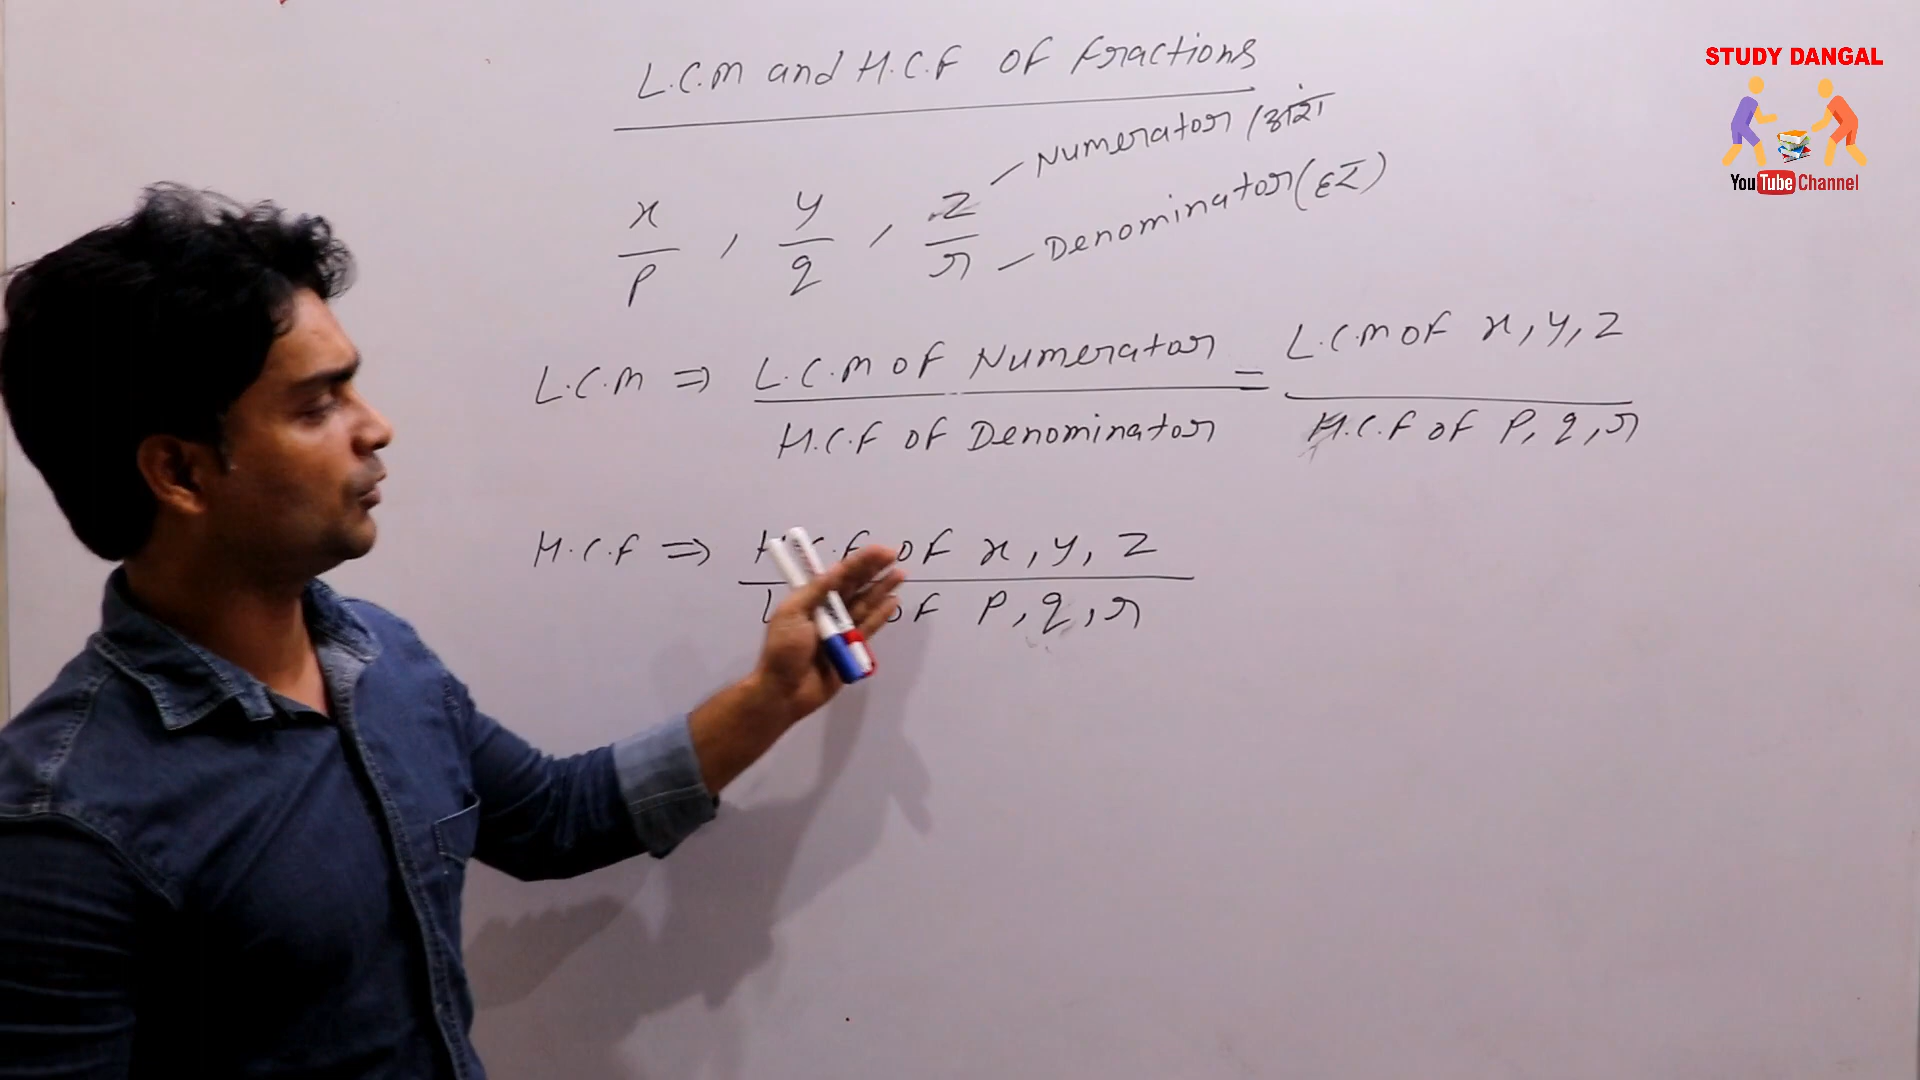 L.C.M and H.C.F OF fractions
STUDY DANGAL
YouTube Channel
x/p , y/q , z/r
Numerator (अंश
Denominator (हर)
L.C.M ⇒ L.C.M OF Numerator / H.C.F OF Denominator = L.C.M OF x, y, z / H.C.F of P, q, r
H.C.F ⇒ H.C.F OF x, y, z / L OF P, q, r